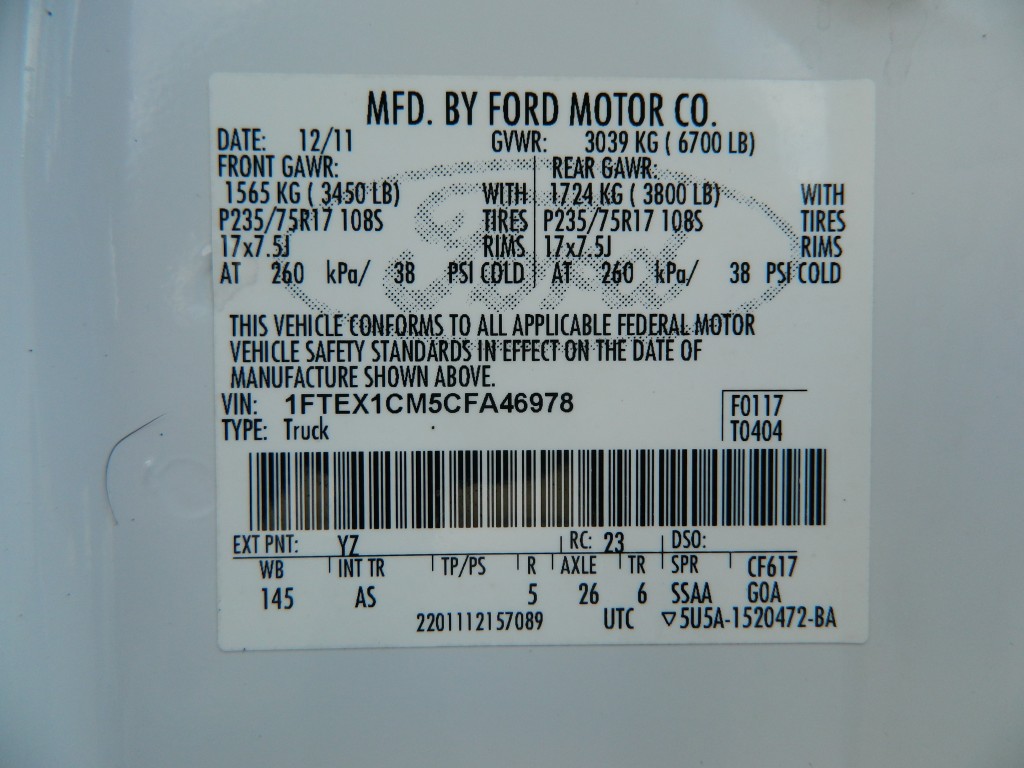 MFD. BY FORD MOTOR CO.
DATE: 12/11 GVWR: 3039 KG ( 6700 LB)
FRONT GAWR: REAR GAWR:
1565 KG ( 3450 LB) WITH 1724 KG ( 3800 LB) WITH
P235/75R17 108S TIRES P235/75R17 108S TIRES
17x7.5J RIMS 17x7.5J RIMS
AT 260 kPa/ 38 PSI COLD AT 260 kPa/ 38 PSI COLD
Ford
THIS VEHICLE CONFORMS TO ALL APPLICABLE FEDERAL MOTOR
VEHICLE SAFETY STANDARDS IN EFFECT ON THE DATE OF
MANUFACTURE SHOWN ABOVE.
VIN: 1FTEX1CM5CFA46978 F0117
TYPE: Truck T0404
EXT PNT: YZ RC: 23 DSO:
WB INT TR TP/PS R AXLE TR SPR CF617
145 AS 5 26 6 SSAA GOA
2201112157089 UTC ▽5U5A-1520472-BA